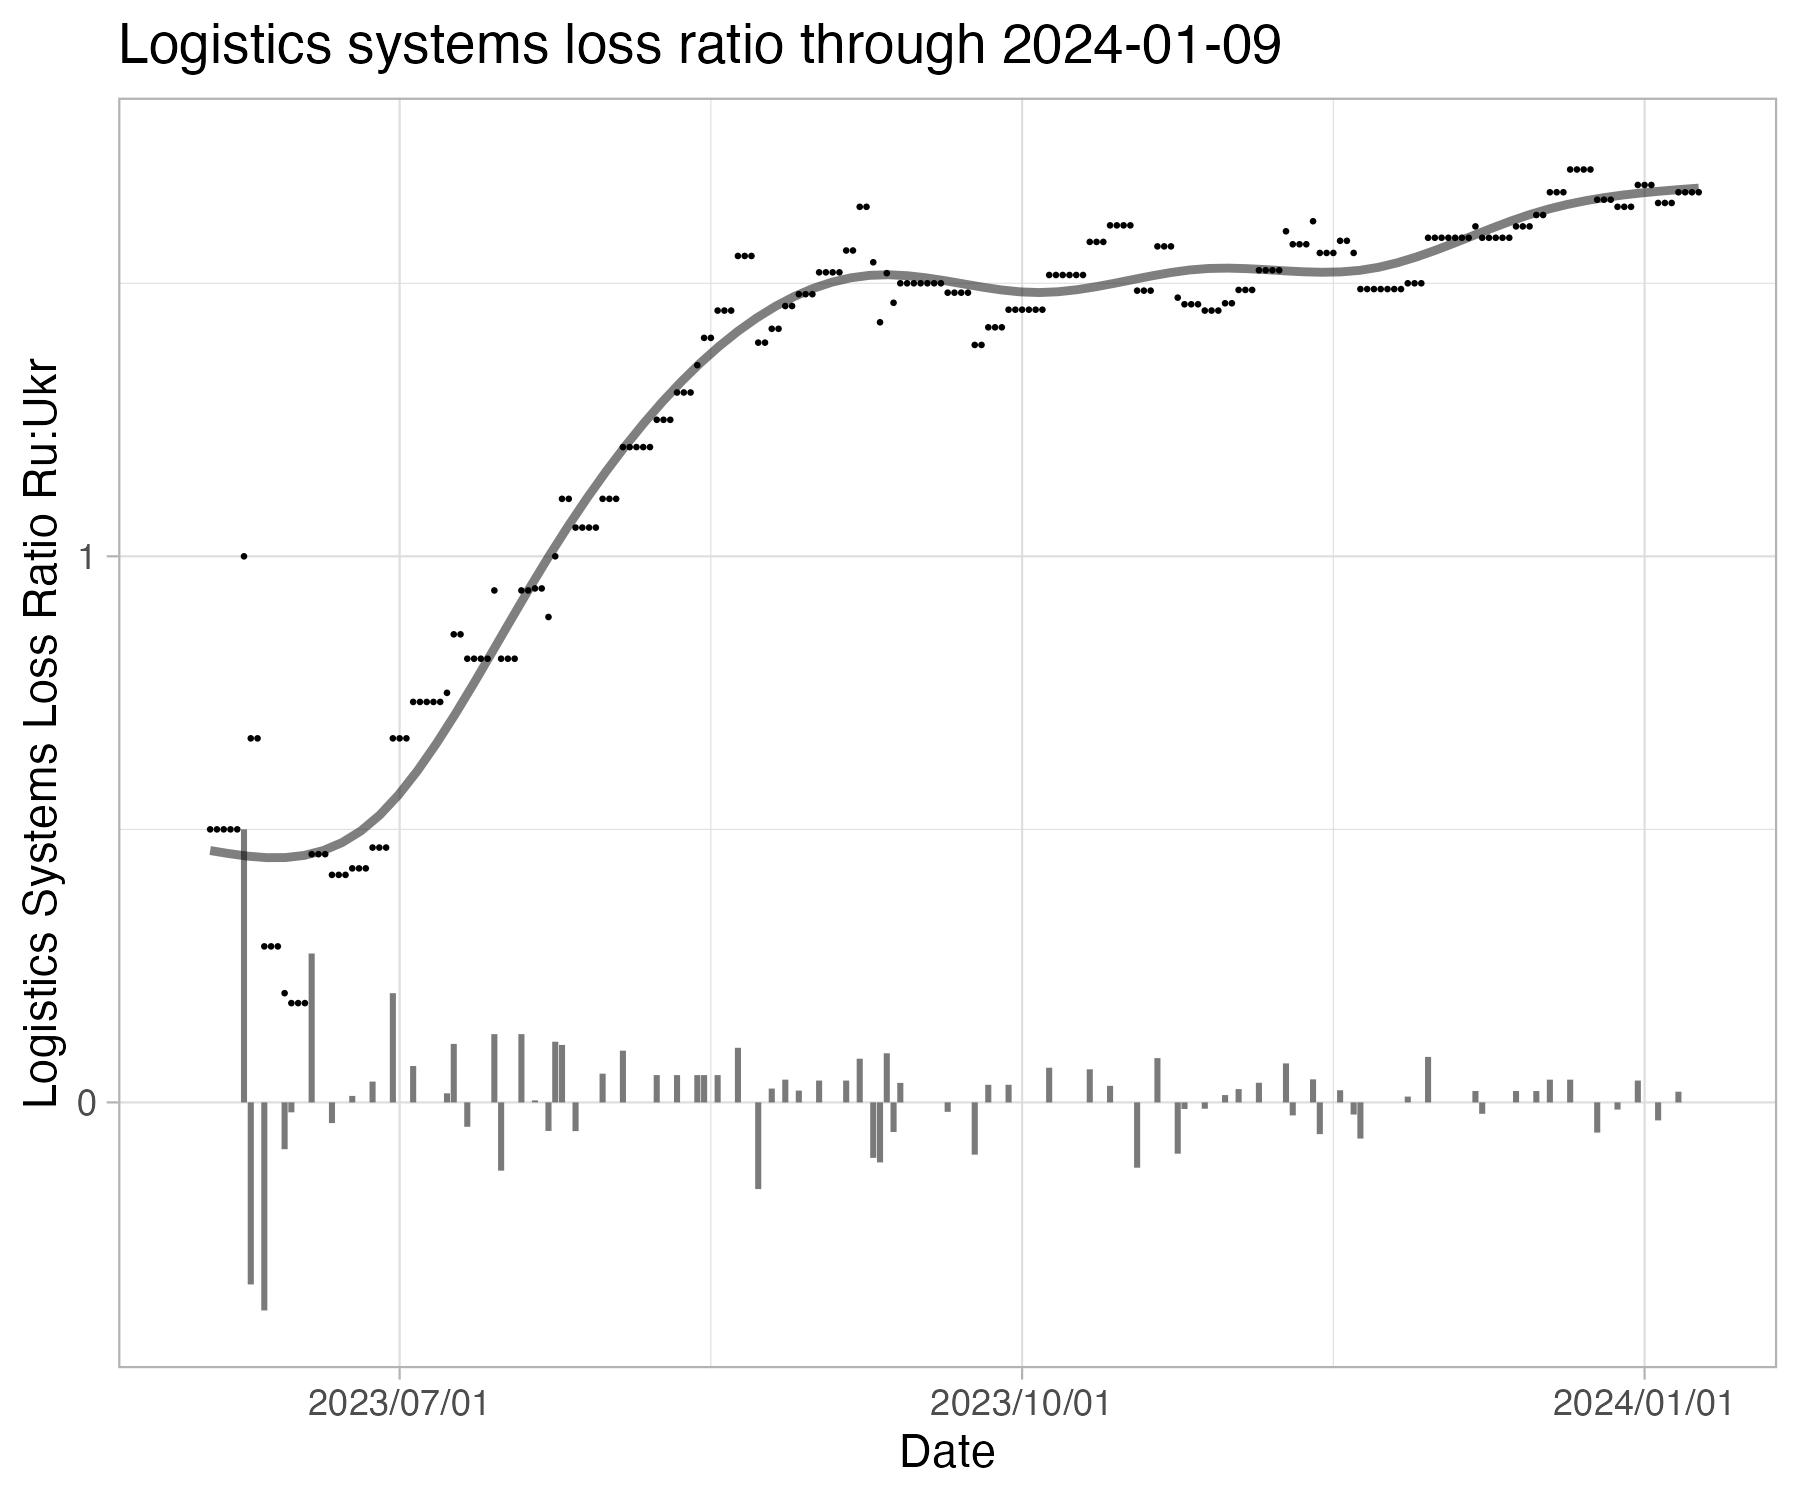 Logistics systems loss ratio through 2024-01-09
Logistics Systems Loss Ratio Ru:Ukr
1
0
2023/07/01
2023/10/01
2024/01/01
Date